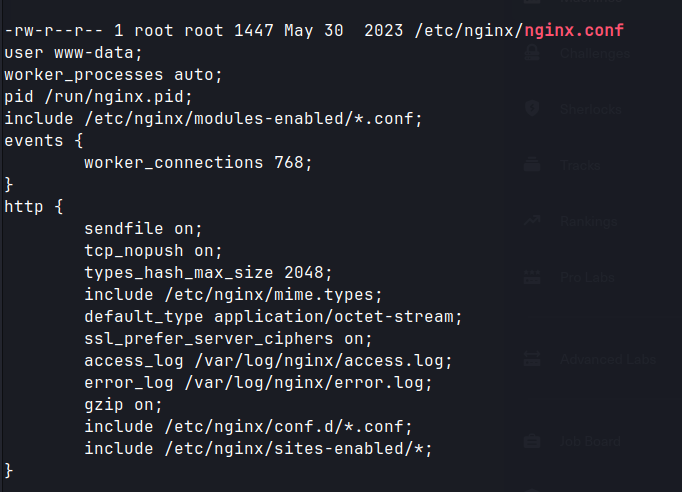 -rw-r--r-- 1 root root 1447 May 30  2023 /etc/nginx/nginx.conf
user www-data;
worker_processes auto;
pid /run/nginx.pid;
include /etc/nginx/modules-enabled/*.conf;
events {
        worker_connections 768;
}
http {
        sendfile on;
        tcp_nopush on;
        types_hash_max_size 2048;
        include /etc/nginx/mime.types;
        default_type application/octet-stream;
        ssl_prefer_server_ciphers on;
        access_log /var/log/nginx/access.log;
        error_log /var/log/nginx/error.log;
        gzip on;
        include /etc/nginx/conf.d/*.conf;
        include /etc/nginx/sites-enabled/*;
}
Challenges
Sherlocks
Tracks
Rankings
Pro Labs
Advanced Labs
Job Board